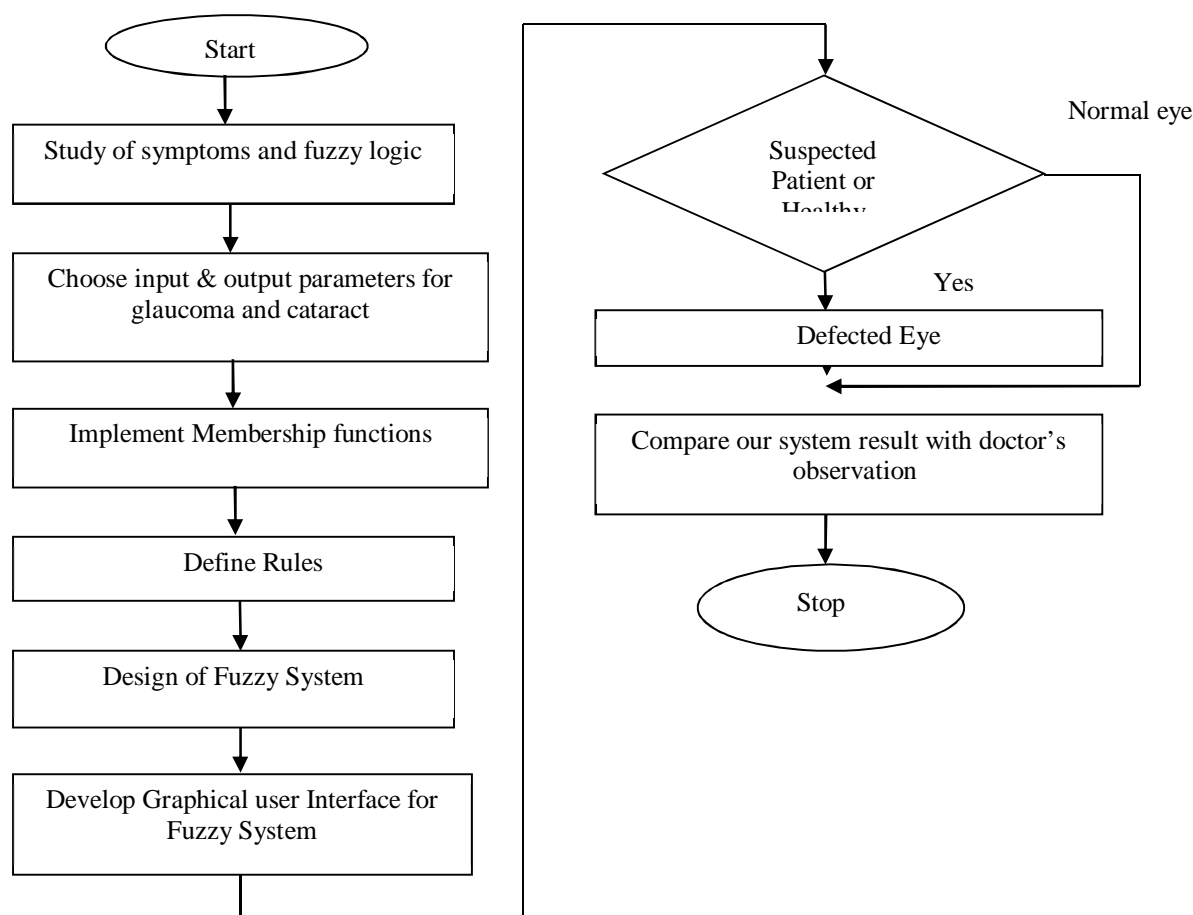 Start
Study of symptoms and fuzzy logic
Choose input & output parameters for
glaucoma and cataract
Implement Membership functions
Define Rules
Design of Fuzzy System
Develop Graphical user Interface for
Fuzzy System
Normal eye
Suspected
Patient or
Healthy
Yes
Defected Eye
Compare our system result with doctor’s
observation
Stop